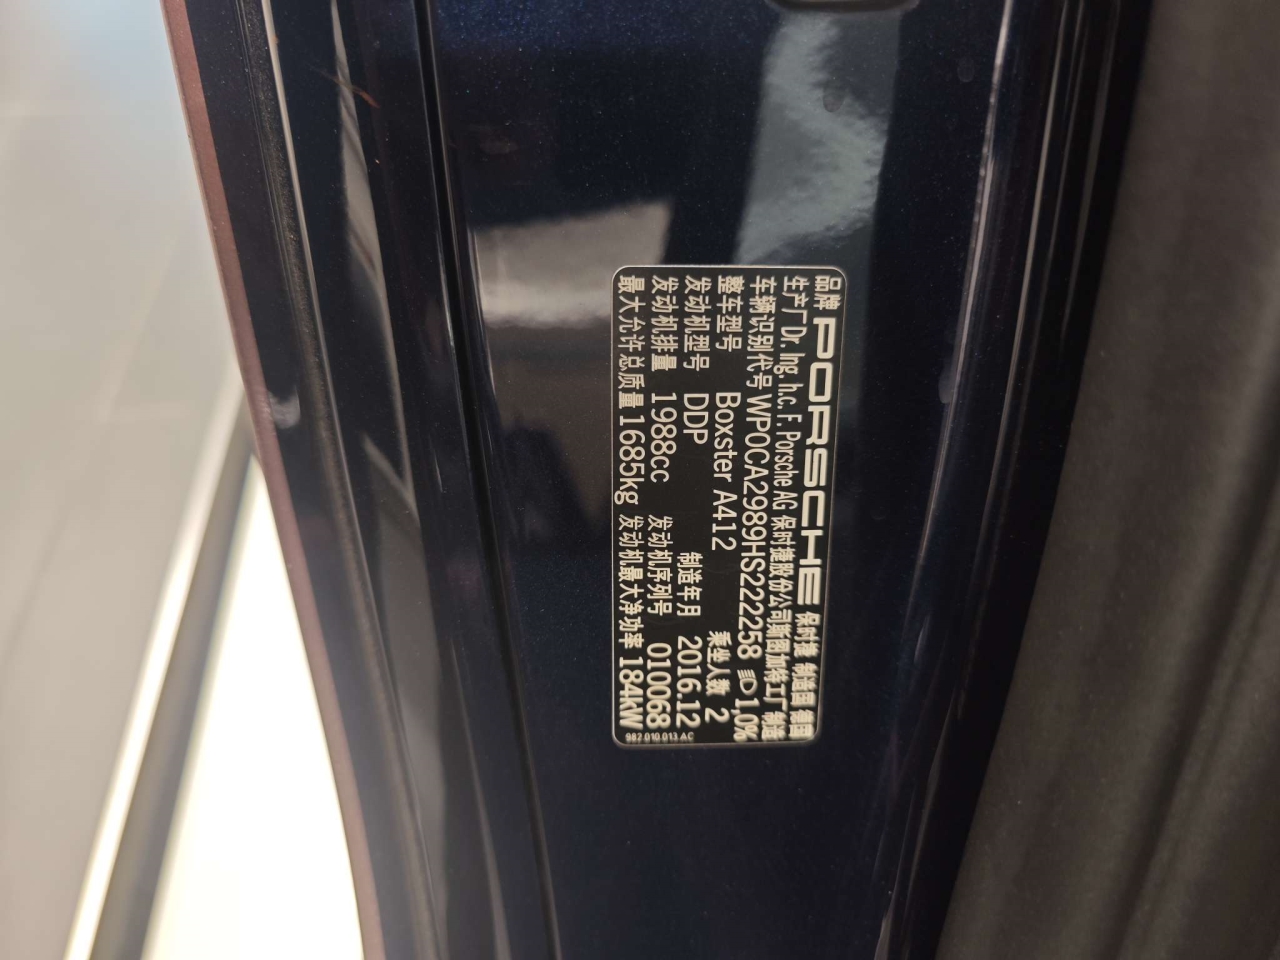 品牌 PORSCHE 保时捷 制造国 德国
生产厂 Dr. Ing. h.c. F. Porsche AG 保时捷股份公司斯图加特工厂 制造
车辆识别代号 WP0CA2989HS222258 1,0%
整车型号 Boxster A412 乘坐人数 2
发动机型号 DDP 制造年月 2016.12
发动机排量 1988cc 发动机序列号 010068
最大允许总质量 1685kg 发动机最大净功率 184kW
982 010 013 AC